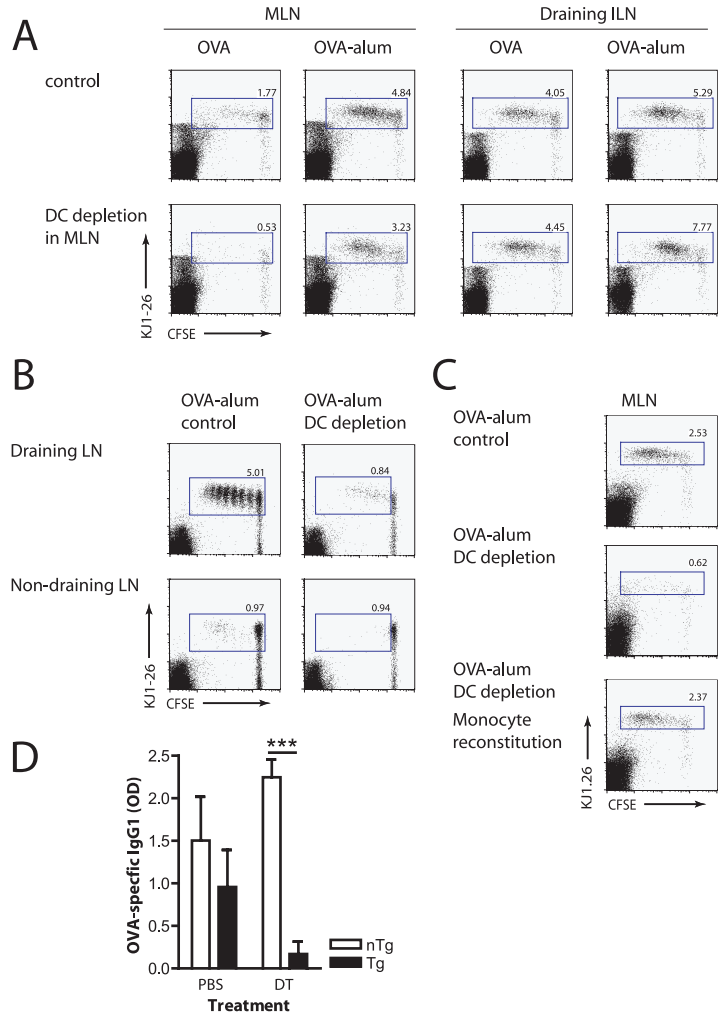 A
MLN
Draining ILN
OVA
OVA-alum
OVA
OVA-alum
control
1.77
4.84
4.05
5.29
DC depletion
in MLN
0.53
3.23
4.45
7.77
KJ1-26
CFSE
B
OVA-alum
control
OVA-alum
DC depletion
Draining LN
5.01
0.84
Non-draining LN
0.97
0.94
KJ1-26
CFSE
C
MLN
OVA-alum
control
2.53
OVA-alum
DC depletion
0.62
OVA-alum
DC depletion
Monocyte
reconstitution
2.37
KJ1.26
CFSE
D
***
OVA-specfic IgG1 (OD)
2.5
2.0
1.5
1.0
0.5
0.0
PBS
DT
Treatment
nTg
Tg